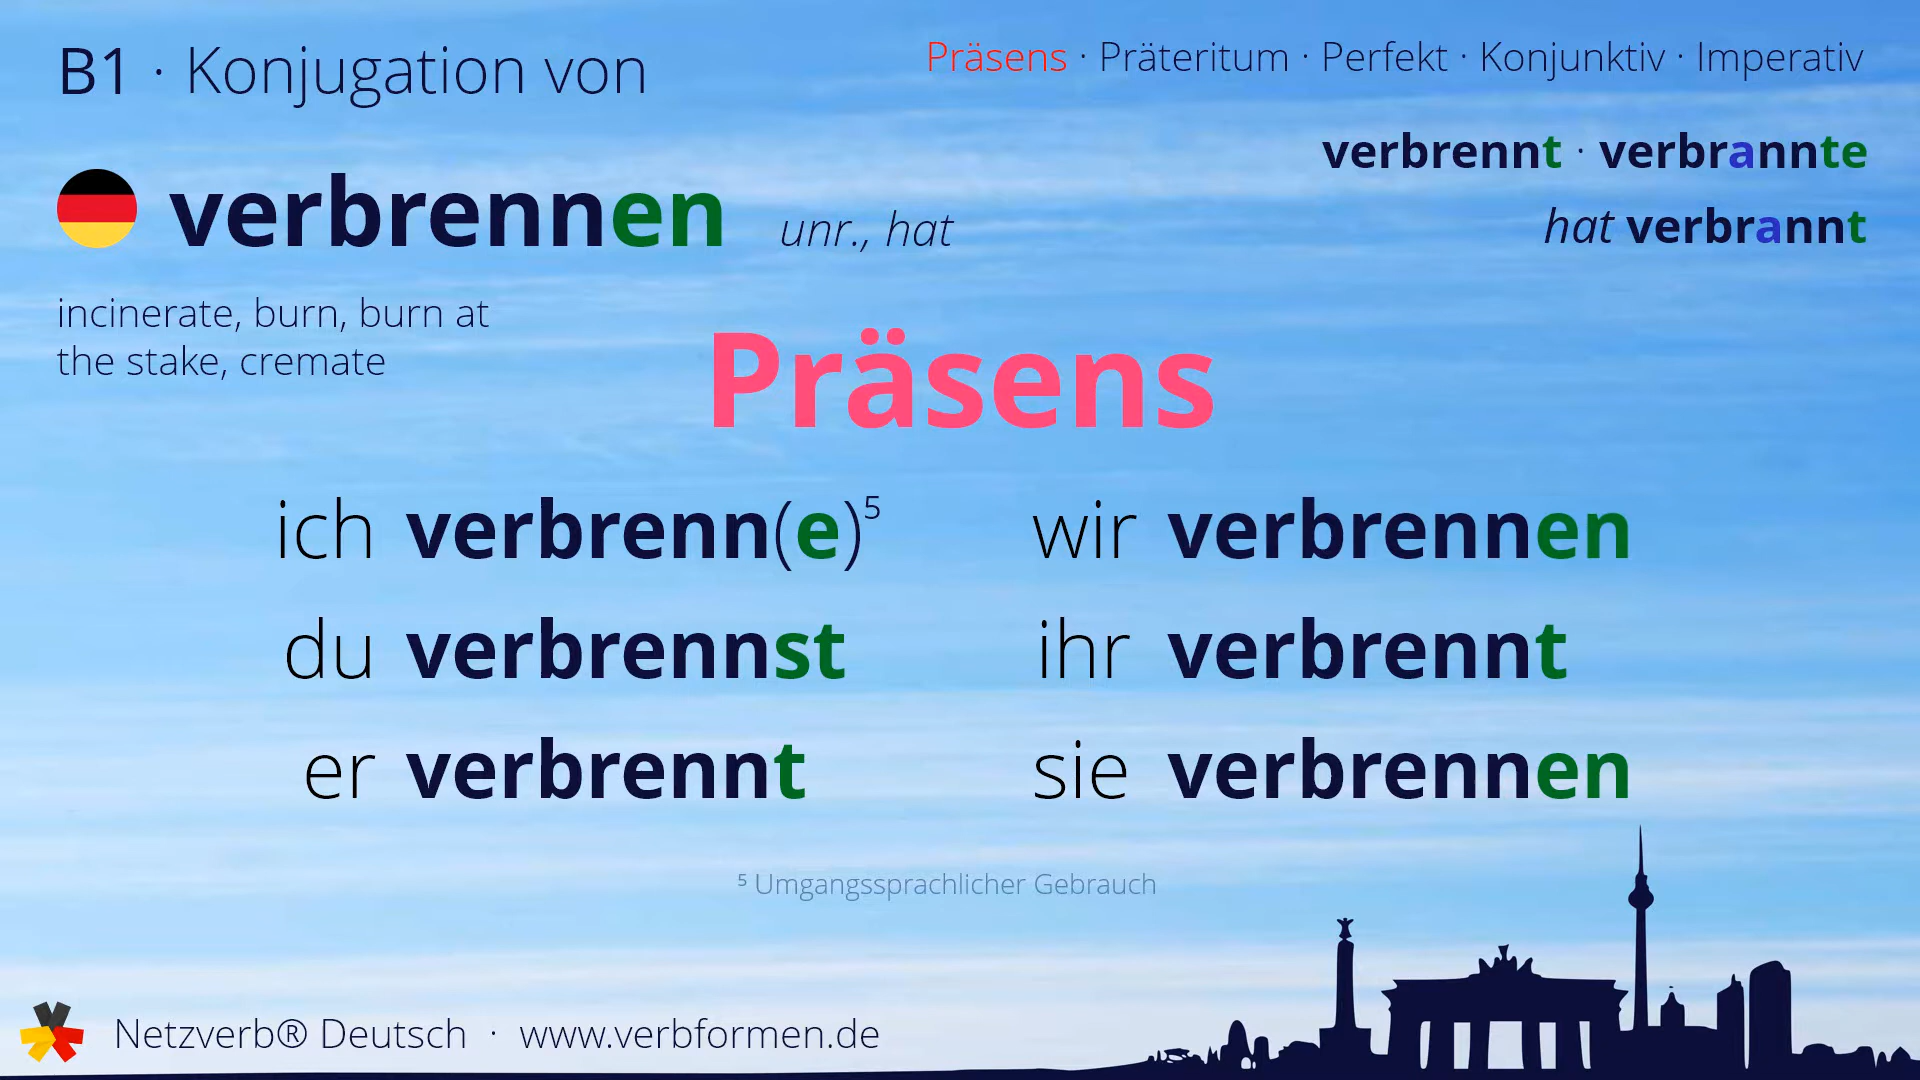 B1 · Konjugation von
Präsens · Präteritum · Perfekt · Konjunktiv · Imperativ
verbrennen unr., hat
verbrennt · verbrannte
hat verbrannt
incinerate, burn, burn at
the stake, cremate
Präsens
ich verbrenn(e)⁵
du verbrennst
er verbrennt
wir verbrennen
ihr verbrennt
sie verbrennen
⁵ Umgangssprachlicher Gebrauch
Netzverb® Deutsch · www.verbformen.de